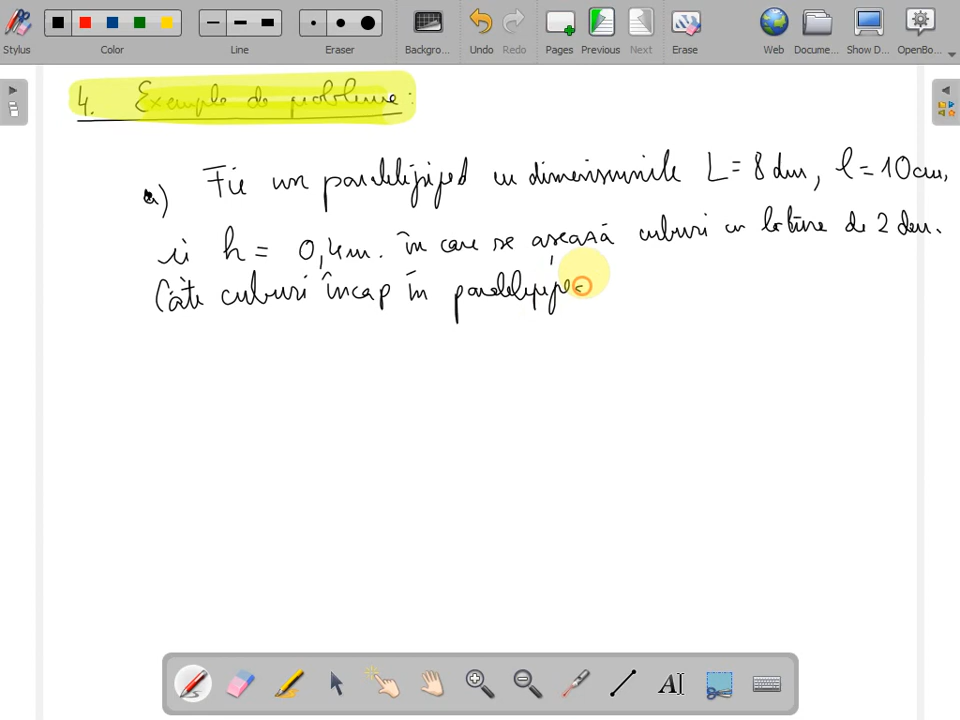 Stylus Color Line Eraser Backgro... Undo Redo Pages Previous Next Erase Web Docume... Show D... OpenBo...
4. Exemple de probleme:
a) Fie un paralelipiped cu dimensiunile L = 8 dm, l = 10 cm,
și h = 0,4 m. în care se așează cuburi cu latura de 2 dm.
Câte cuburi încap în paralelipipe
A